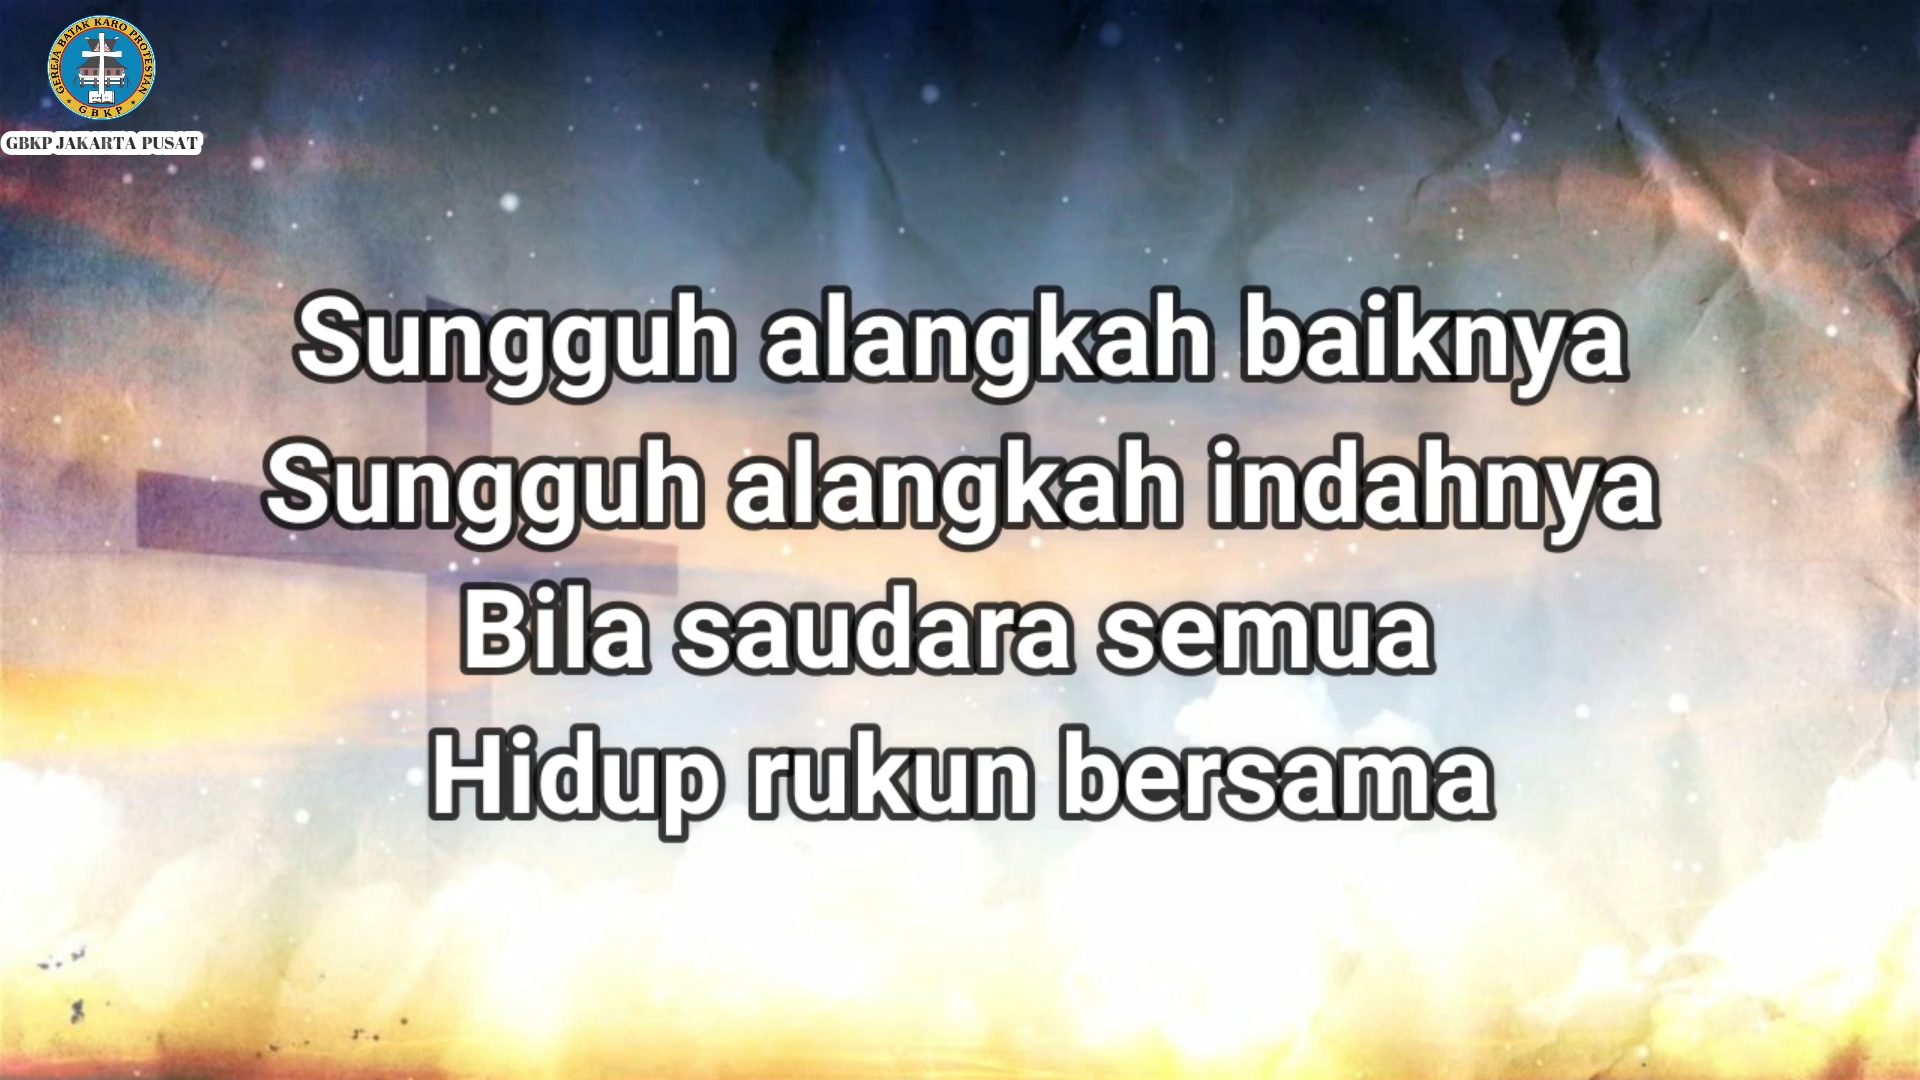 GEREJA BATAK KARO PROTESTAN
GBKP
GBKP JAKARTA PUSAT
Sungguh alangkah baiknya
Sungguh alangkah indahnya
Bila saudara semua
Hidup rukun bersama